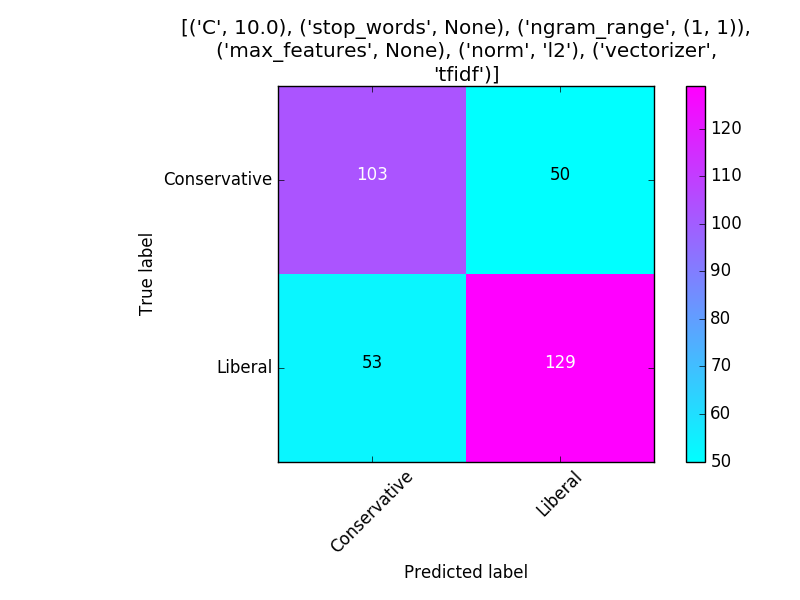 [('C', 10.0), ('stop_words', None), ('ngram_range', (1, 1)),
('max_features', None), ('norm', 'l2'), ('vectorizer',
'tfidf')]
Conservative
103
50
Liberal
53
129
True label
Conservative
Liberal
Predicted label
120
110
100
90
80
70
60
50